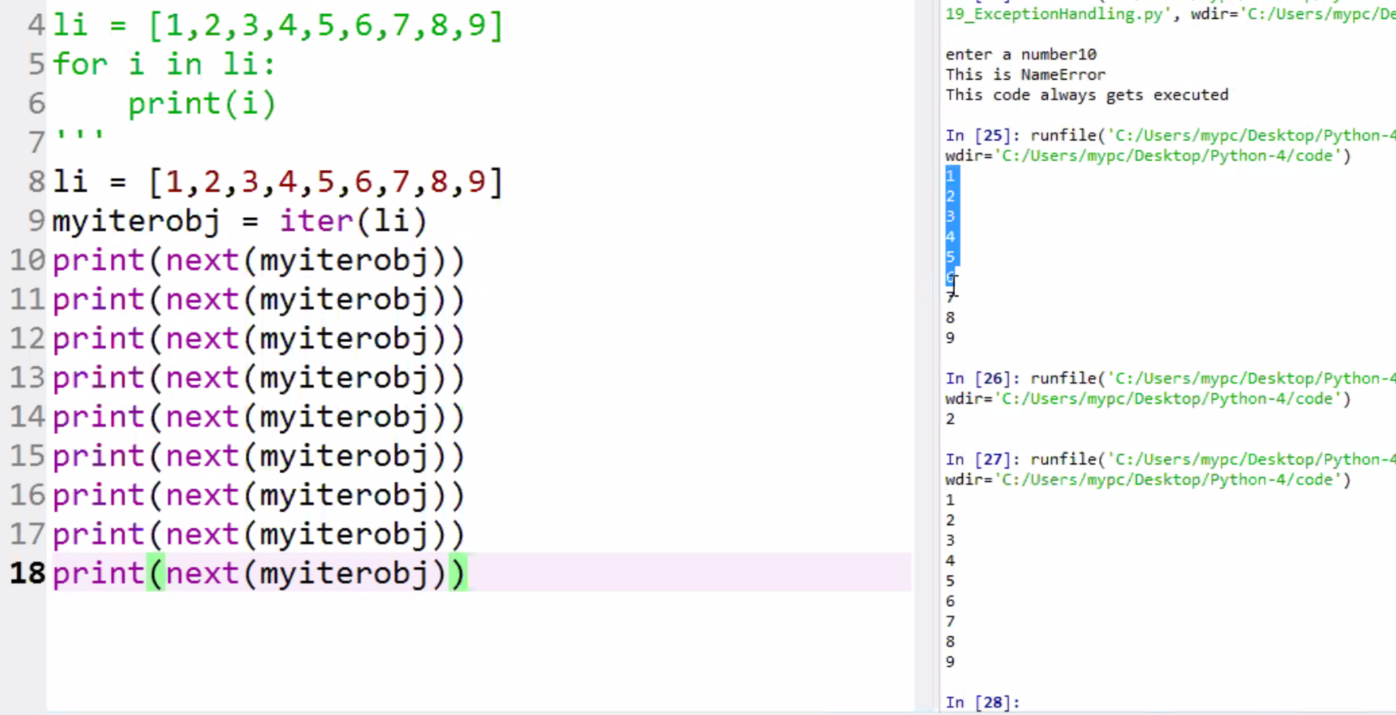 4 li = [1,2,3,4,5,6,7,8,9]
5 for i in li:
6     print(i)
7 '''
8 li = [1,2,3,4,5,6,7,8,9]
9 myiterobj = iter(li)
10 print(next(myiterobj))
11 print(next(myiterobj))
12 print(next(myiterobj))
13 print(next(myiterobj))
14 print(next(myiterobj))
15 print(next(myiterobj))
16 print(next(myiterobj))
17 print(next(myiterobj))
18 print(next(myiterobj))
19_ExceptionHandling.py', wdir='C:/Users/mypc/De
enter a number10
This is NameError
This code always gets executed
In [25]: runfile('C:/Users/mypc/Desktop/Python-4
wdir='C:/Users/mypc/Desktop/Python-4/code')
1
2
3
4
5
6
7
8
9
In [26]: runfile('C:/Users/mypc/Desktop/Python-4
wdir='C:/Users/mypc/Desktop/Python-4/code')
2
In [27]: runfile('C:/Users/mypc/Desktop/Python-4
wdir='C:/Users/mypc/Desktop/Python-4/code')
1
2
3
4
5
6
7
8
9
In [28]: